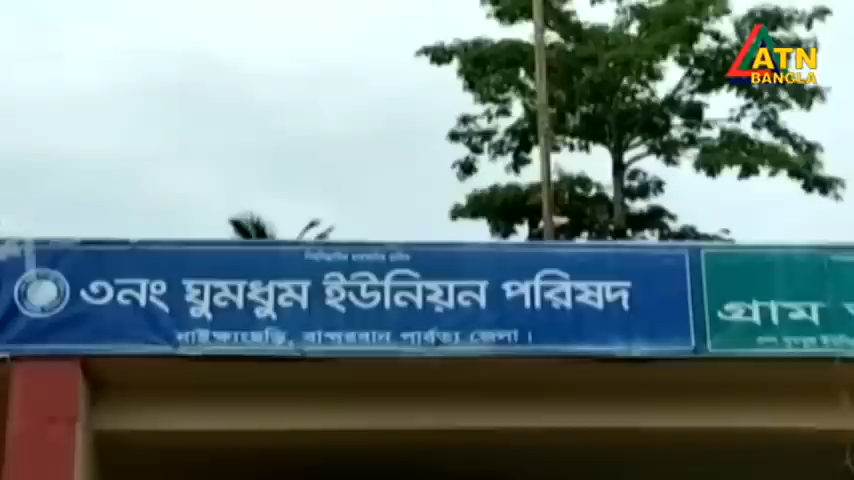 ATN
BANGLA
৩নং ঘুমধুম ইউনিয়ন পরিষদ
নাইক্ষ্যংছড়ি, বান্দরবান পার্বত্য জেলা।
গ্রাম